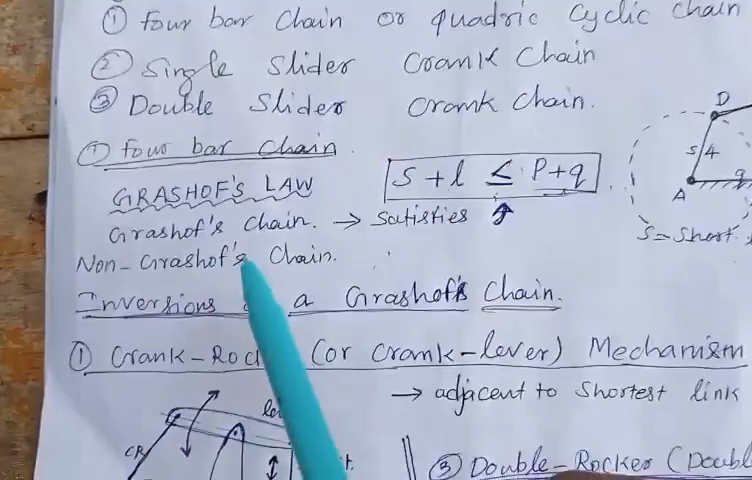 ① four bar Chain or quadric Cyclic Chain
② Single Slider Crank Chain
③ Double Slider Crank Chain.
① four bar Chain.
GRASHOF'S LAW
S + l ≤ P+q
Grashof's Chain. → Satisfies ↑
Non-Grashof's Chain.
D
S/4
A
q
S=Short
Inversions a Grashof's Chain.
① Crank-Roc (or Crank-lever) Mechanism
→ adjacent to Shortest link
CR
③ Double-Rocker (Doubl